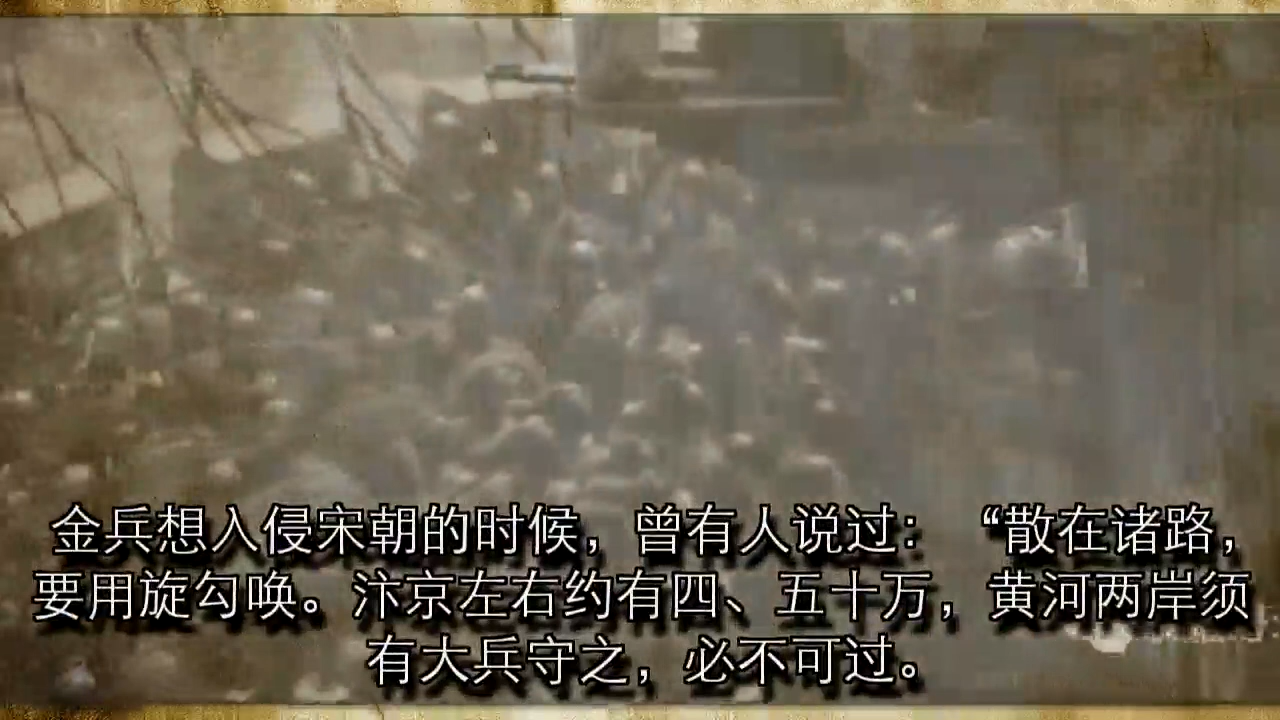 金兵想入侵宋朝的时候，曾有人说过：“散在诸路，
要用旋勾唤。汴京左右约有四、五十万，黄河两岸须
有大兵守之，必不可过。